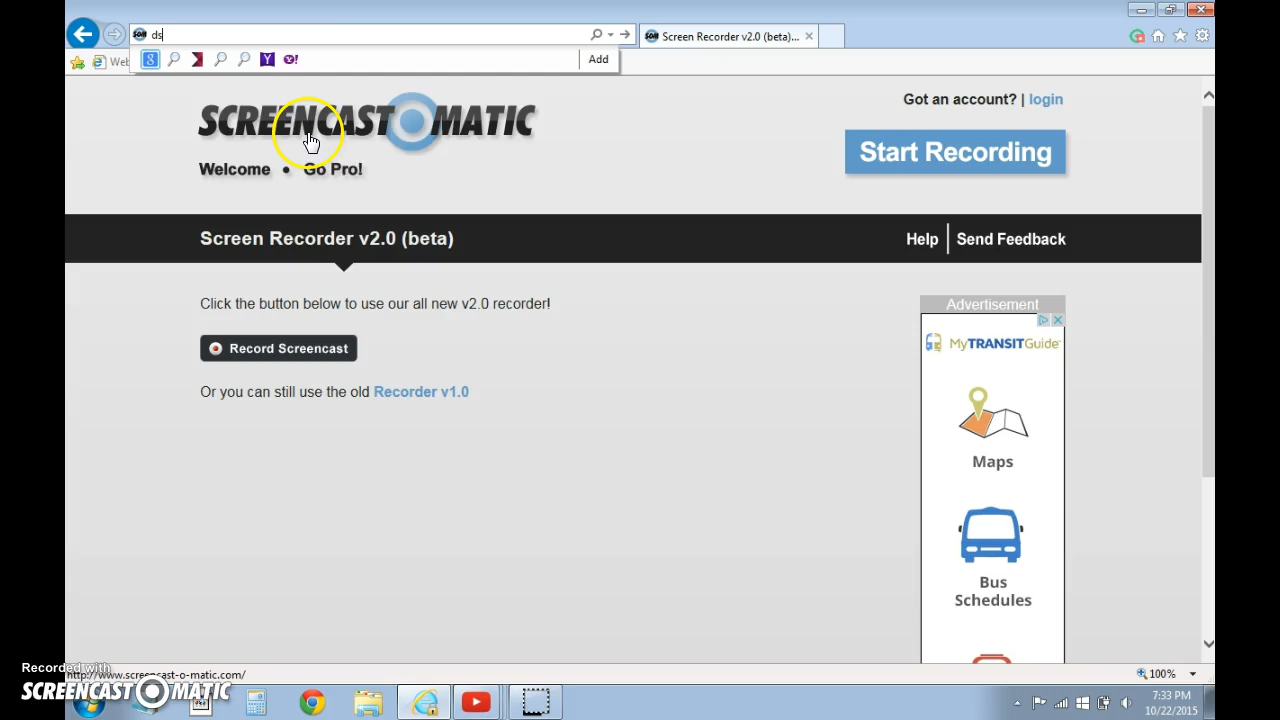 ds
Screen Recorder v2.0 (beta)...
Web
Add
SCREENCAST O MATIC
Got an account? | login
Start Recording
Welcome • Go Pro!
Screen Recorder v2.0 (beta)
Help
Send Feedback
Click the button below to use our all new v2.0 recorder!
Record Screencast
Or you can still use the old Recorder v1.0
Advertisement
MyTRANSITGuide
Maps
Bus
Schedules
http://www.screencast-o-matic.com/
100%
Recorded with
SCREENCAST O MATIC
7:33 PM
10/22/2015